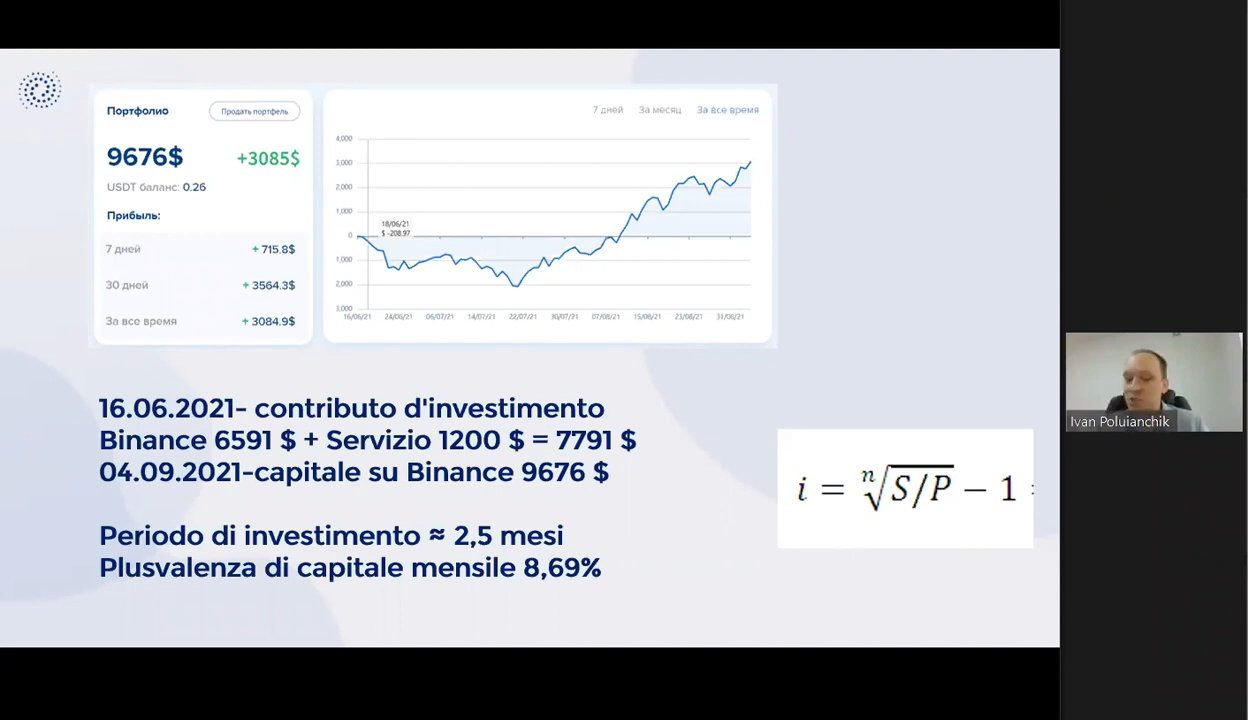 Портфолио
Продать портфель
9676$
+3085$
USDT баланс: 0.26
Прибыль:
7 дней
+ 715.8$
30 дней
+ 3564.3$
За все время
+ 3084.9$
7 дней За месяц За все время
4,000
3,000
2,000
1,000
0
1,000
2,000
3,000
18/06/21
$ -208.97
16/06/21 24/06/21 06/07/21 14/07/21 22/07/21 30/07/21 07/08/21 15/08/21 23/08/21 31/08/21
16.06.2021- contributo d'investimento
Binance 6591 $ + Servizio 1200 $ = 7791 $
04.09.2021-capitale su Binance 9676 $
Periodo di investimento ≈ 2,5 mesi
Plusvalenza di capitale mensile 8,69%
i = ⁿ√S/P − 1
Ivan Poluianchik